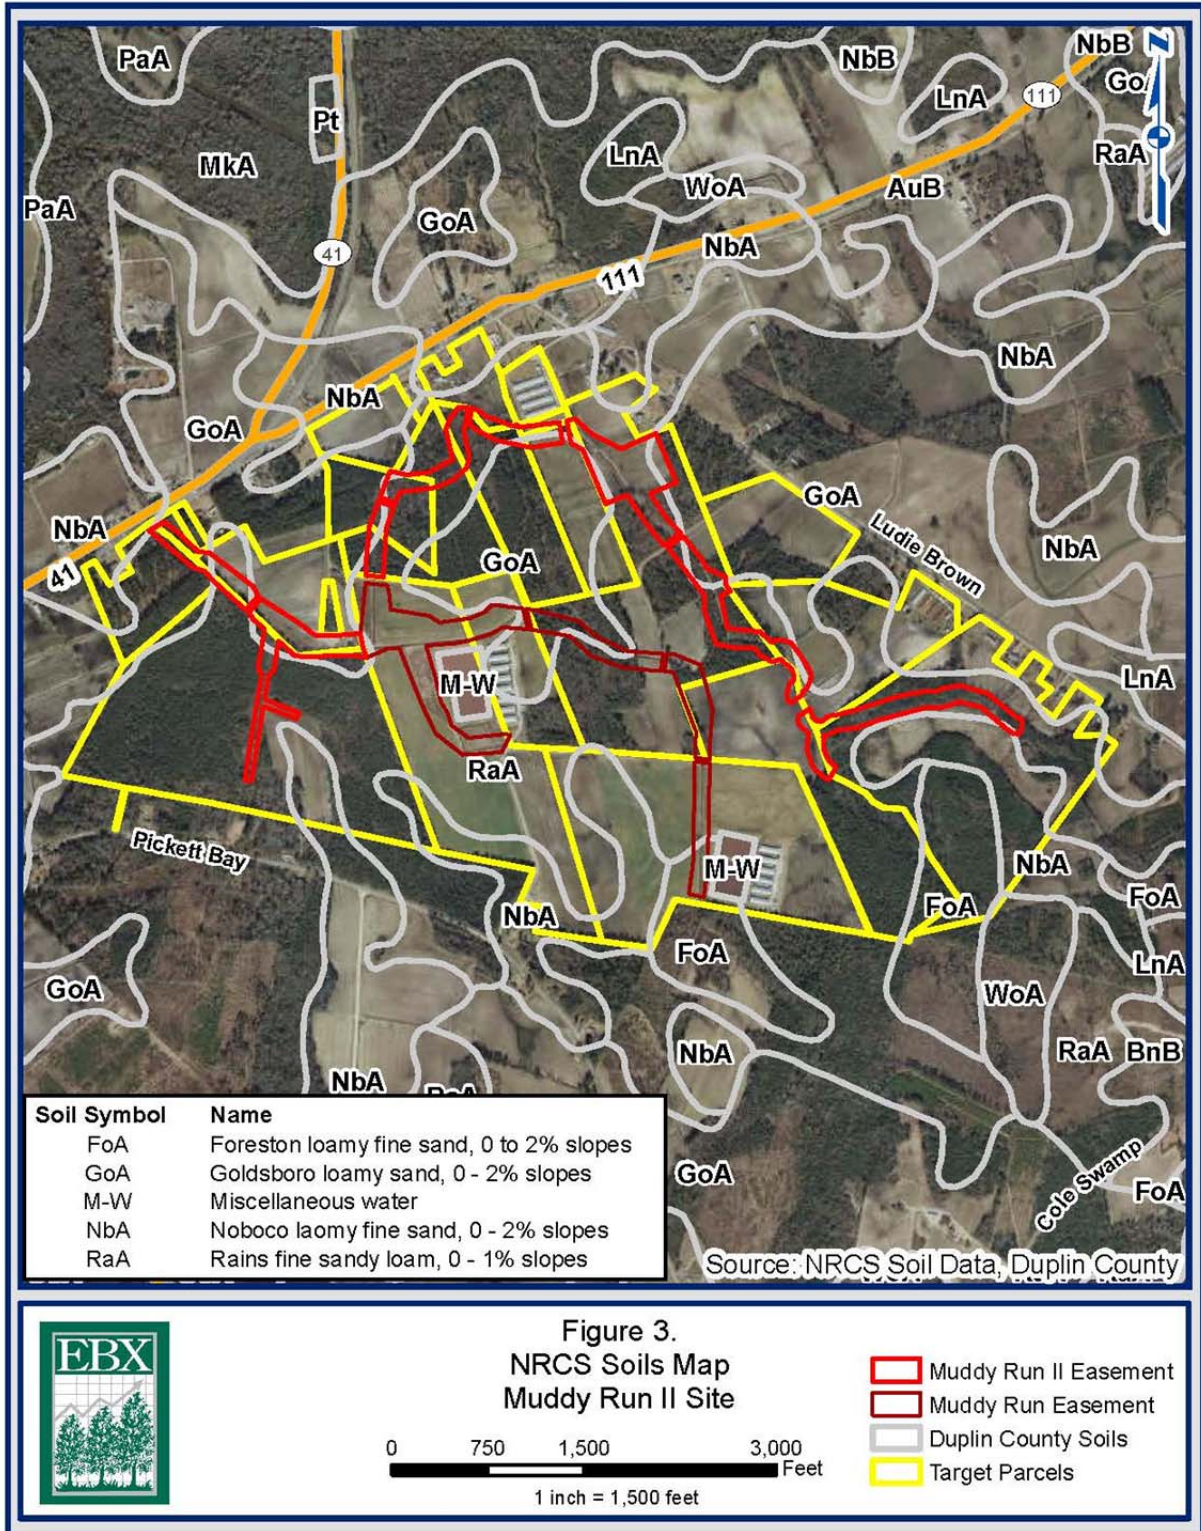 PaA
NbB
NbB
GoA
LnA
111
Pt
MkA
LnA
RaA
WoA
AuB
PaA
GoA
41
NbA
111
NbA
NbA
GoA
GoA
NbA
Ludie Brown
NbA
GoA
41
LnA
M-W
RaA
Pickett Bay
M-W
NbA
FoA
FoA
NbA
FoA
LnA
GoA
WoA
NbA
RaA
BnB
NbA
GoA
Cole Swamp
FoA
Soil Symbol Name
FoA Foreston loamy fine sand, 0 to 2% slopes
GoA Goldsboro loamy sand, 0 - 2% slopes
M-W Miscellaneous water
NbA Noboco laomy fine sand, 0 - 2% slopes
RaA Rains fine sandy loam, 0 - 1% slopes
Source: NRCS Soil Data, Duplin County
EBX
Figure 3.
NRCS Soils Map
Muddy Run II Site
0 750 1,500 3,000
Feet
1 inch = 1,500 feet
Muddy Run II Easement
Muddy Run Easement
Duplin County Soils
Target Parcels
N